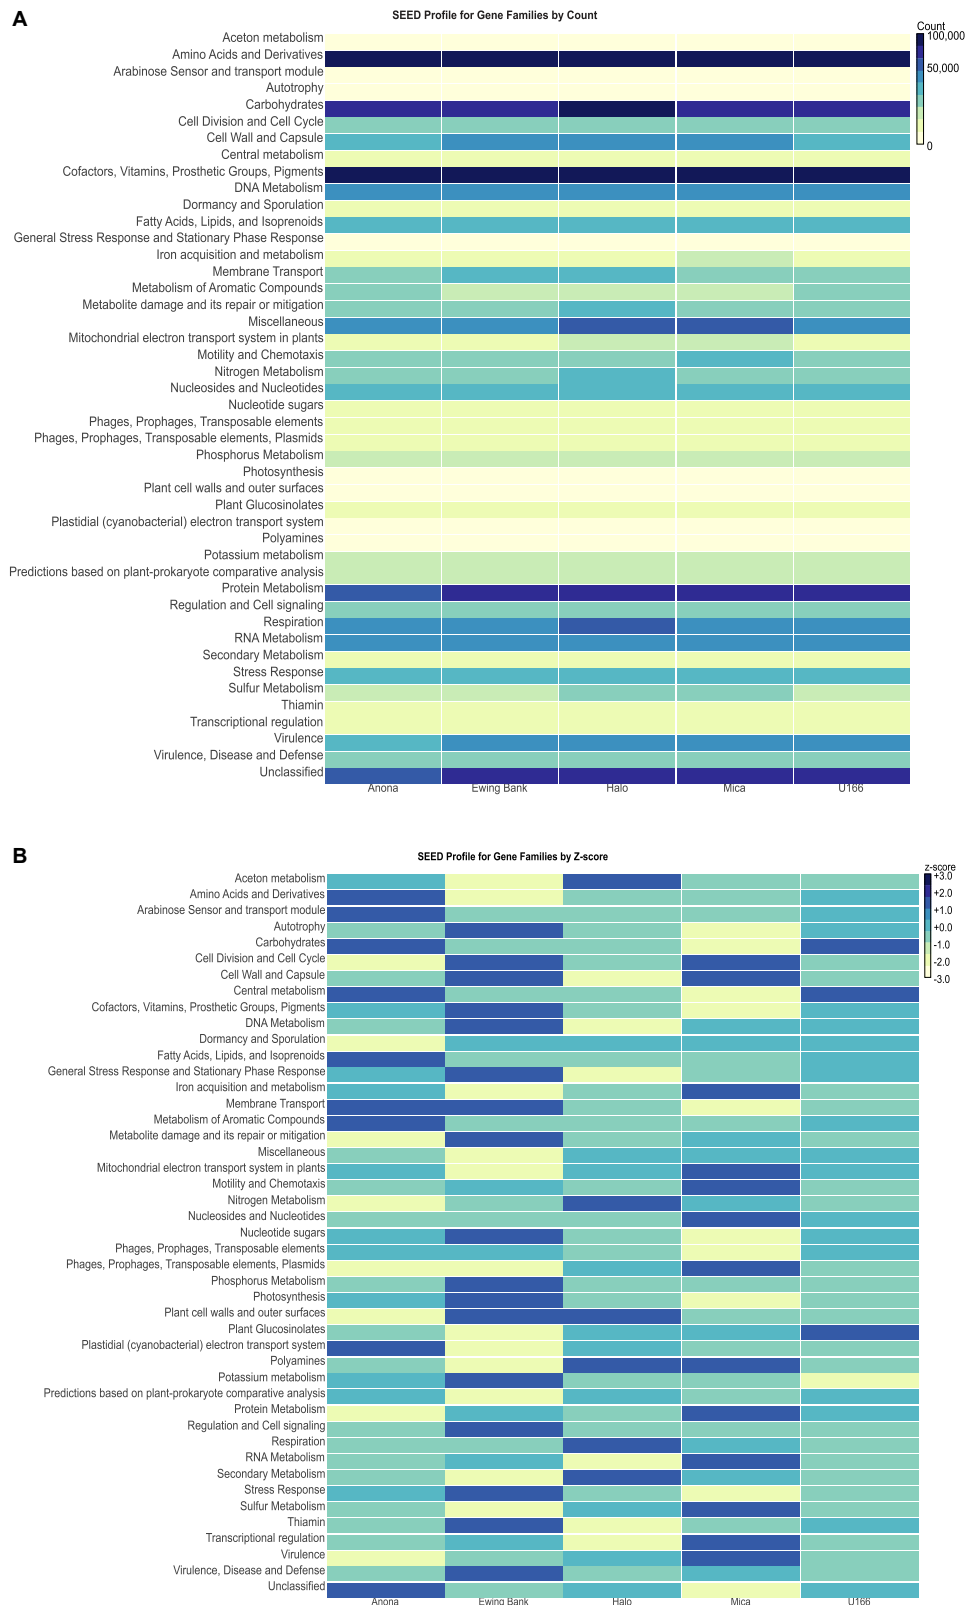 A
SEED Profile for Gene Families by Count
Count
100,000
50,000
0
Aceton metabolism
Amino Acids and Derivatives
Arabinose Sensor and transport module
Autotrophy
Carbohydrates
Cell Division and Cell Cycle
Cell Wall and Capsule
Central metabolism
Cofactors, Vitamins, Prosthetic Groups, Pigments
DNA Metabolism
Dormancy and Sporulation
Fatty Acids, Lipids, and Isoprenoids
General Stress Response and Stationary Phase Response
Iron acquisition and metabolism
Membrane Transport
Metabolism of Aromatic Compounds
Metabolite damage and its repair or mitigation
Miscellaneous
Mitochondrial electron transport system in plants
Motility and Chemotaxis
Nitrogen Metabolism
Nucleosides and Nucleotides
Nucleotide sugars
Phages, Prophages, Transposable elements
Phages, Prophages, Transposable elements, Plasmids
Phosphorus Metabolism
Photosynthesis
Plant cell walls and outer surfaces
Plant Glucosinolates
Plastidial (cyanobacterial) electron transport system
Polyamines
Potassium metabolism
Predictions based on plant-prokaryote comparative analysis
Protein Metabolism
Regulation and Cell signaling
Respiration
RNA Metabolism
Secondary Metabolism
Stress Response
Sulfur Metabolism
Thiamin
Transcriptional regulation
Virulence
Virulence, Disease and Defense
Unclassified
Anona Ewing Bank Halo Mica U166
B
SEED Profile for Gene Families by Z-score
z-score
+3.0
+2.0
+1.0
+0.0
-1.0
-2.0
-3.0
Aceton metabolism
Amino Acids and Derivatives
Arabinose Sensor and transport module
Autotrophy
Carbohydrates
Cell Division and Cell Cycle
Cell Wall and Capsule
Central metabolism
Cofactors, Vitamins, Prosthetic Groups, Pigments
DNA Metabolism
Dormancy and Sporulation
Fatty Acids, Lipids, and Isoprenoids
General Stress Response and Stationary Phase Response
Iron acquisition and metabolism
Membrane Transport
Metabolism of Aromatic Compounds
Metabolite damage and its repair or mitigation
Miscellaneous
Mitochondrial electron transport system in plants
Motility and Chemotaxis
Nitrogen Metabolism
Nucleosides and Nucleotides
Nucleotide sugars
Phages, Prophages, Transposable elements
Phages, Prophages, Transposable elements, Plasmids
Phosphorus Metabolism
Photosynthesis
Plant cell walls and outer surfaces
Plant Glucosinolates
Plastidial (cyanobacterial) electron transport system
Polyamines
Potassium metabolism
Predictions based on plant-prokaryote comparative analysis
Protein Metabolism
Regulation and Cell signaling
Respiration
RNA Metabolism
Secondary Metabolism
Stress Response
Sulfur Metabolism
Thiamin
Transcriptional regulation
Virulence
Virulence, Disease and Defense
Unclassified
Anona Ewing Bank Halo Mica U166